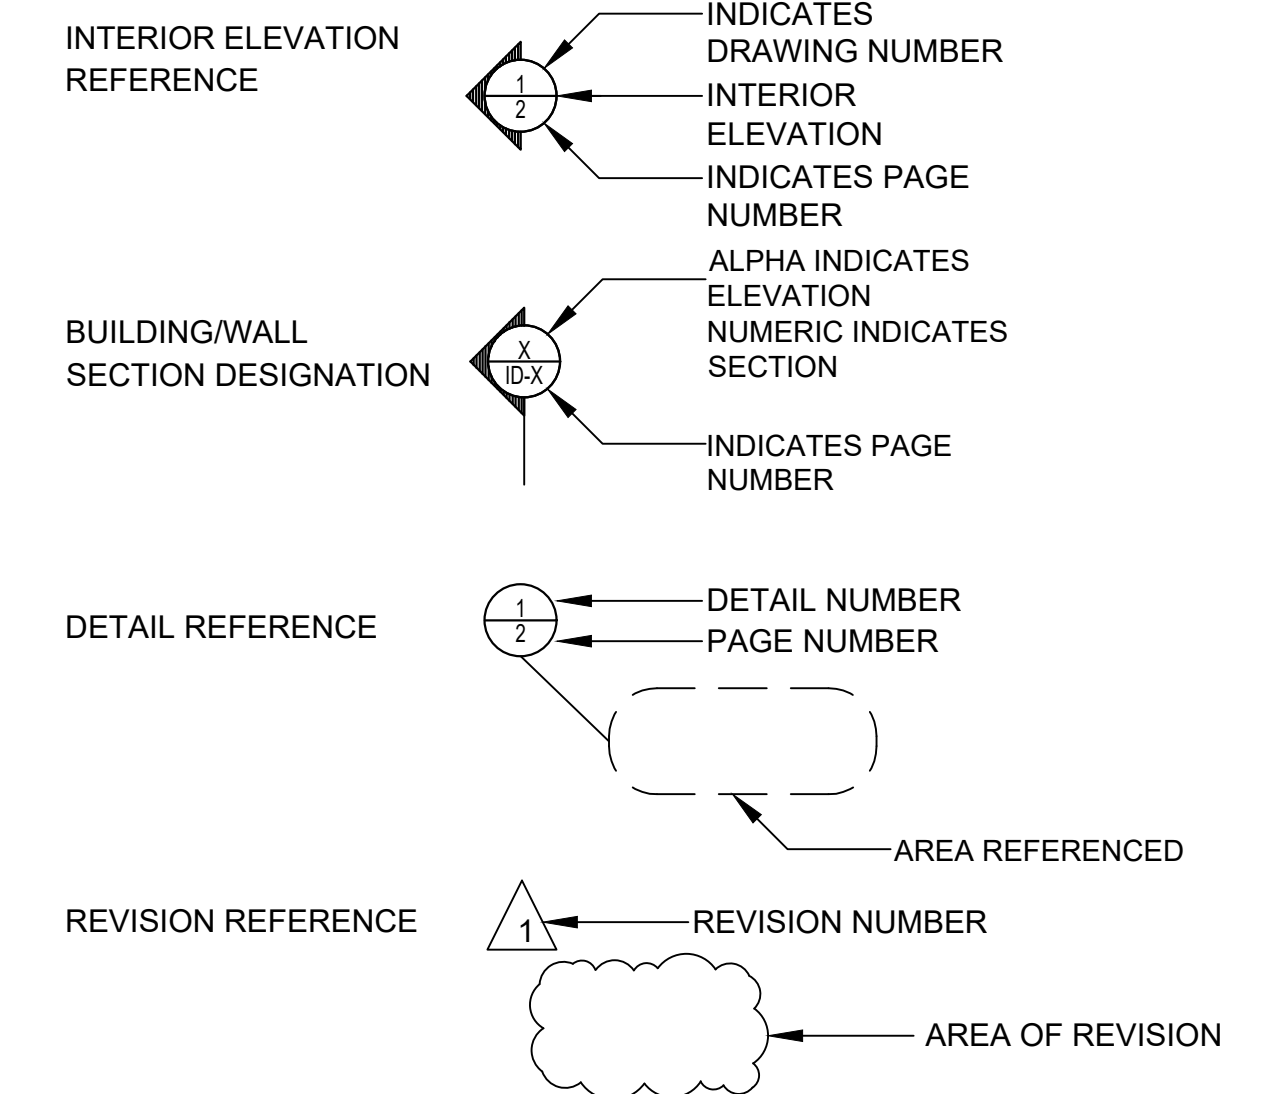 INTERIOR ELEVATION
REFERENCE
1
2
INDICATES
DRAWING NUMBER
INTERIOR
ELEVATION
INDICATES PAGE
NUMBER
BUILDING/WALL
SECTION DESIGNATION
X
ID-X
ALPHA INDICATES
ELEVATION
NUMERIC INDICATES
SECTION
INDICATES PAGE
NUMBER
DETAIL REFERENCE
1
2
DETAIL NUMBER
PAGE NUMBER
AREA REFERENCED
REVISION REFERENCE
1
REVISION NUMBER
AREA OF REVISION